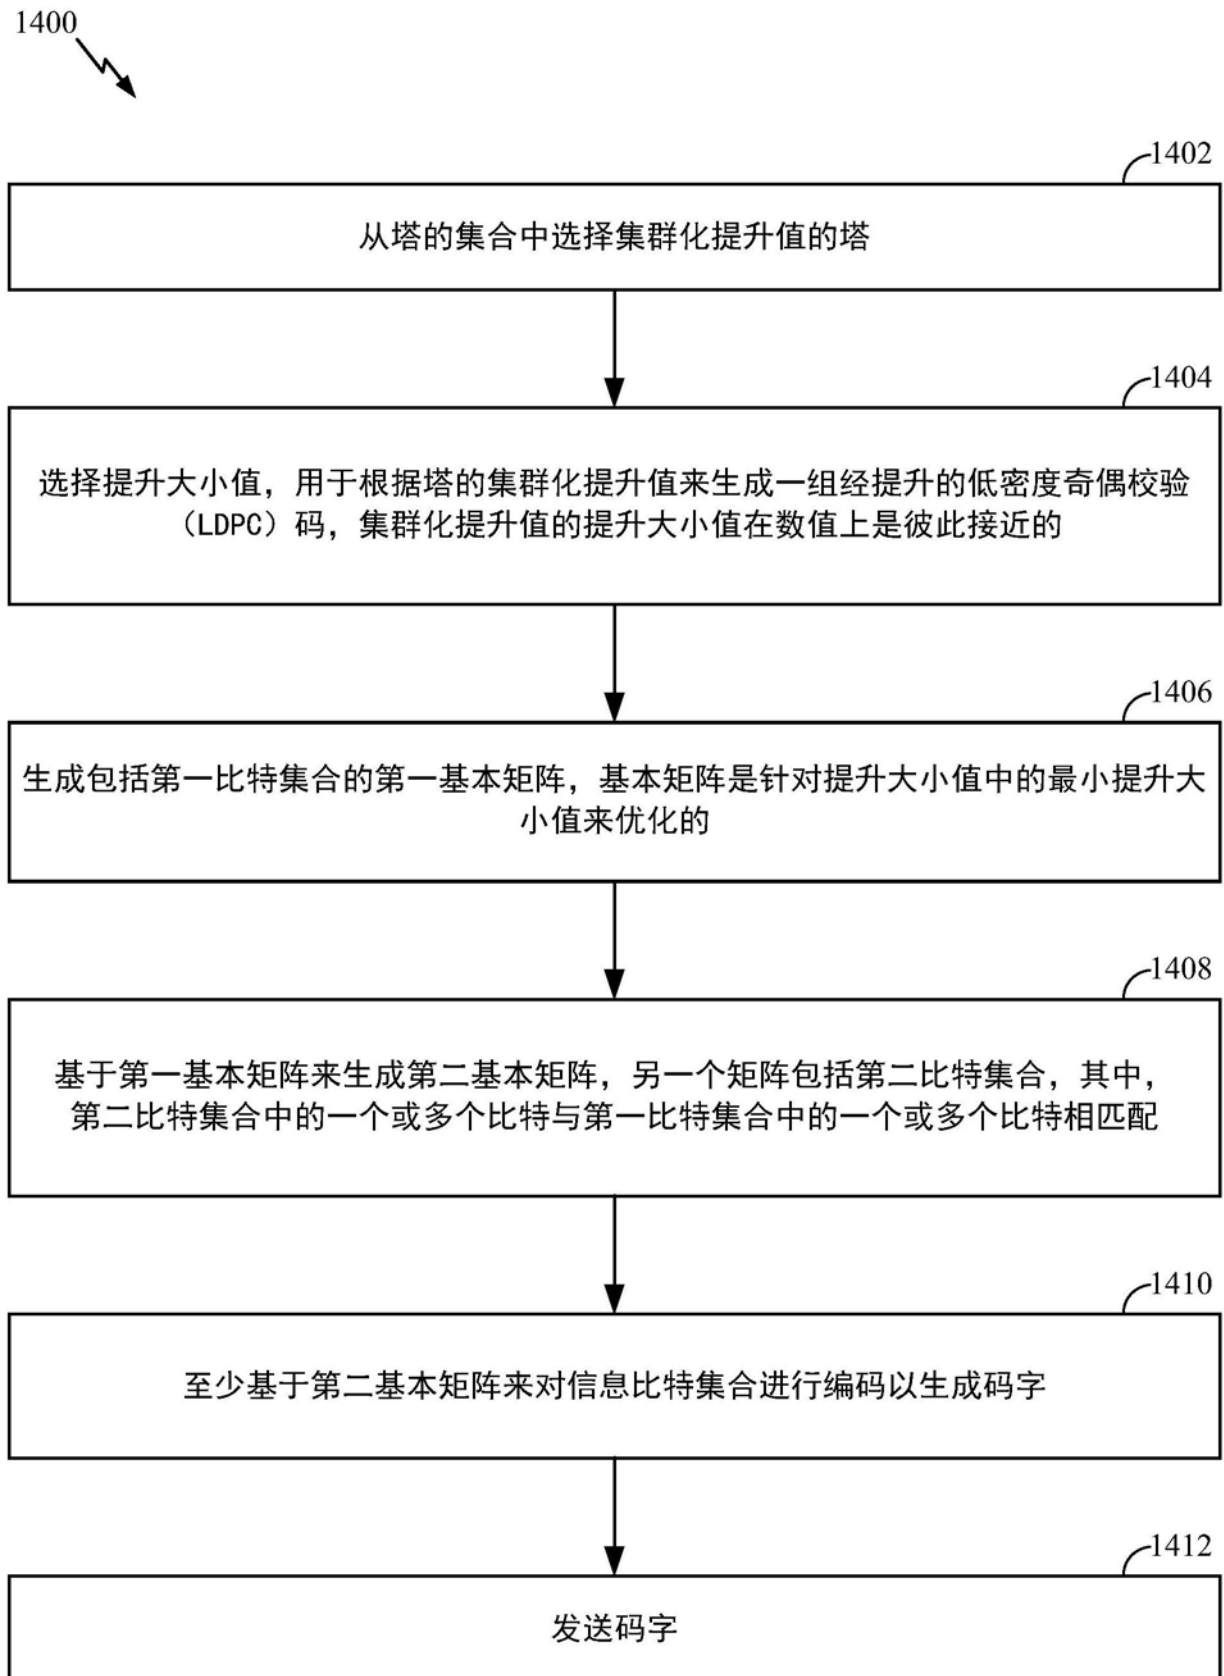 1400
1402
从塔的集合中选择集群化提升值的塔
1404
选择提升大小值，用于根据塔的集群化提升值来生成一组经提升的低密度奇偶校验
（LDPC）码，集群化提升值的提升大小值在数值上是彼此接近的
1406
生成包括第一比特集合的第一基本矩阵，基本矩阵是针对提升大小值中的最小提升大
小值来优化的
1408
基于第一基本矩阵来生成第二基本矩阵，另一个矩阵包括第二比特集合，其中，
第二比特集合中的一个或多个比特与第一比特集合中的一个或多个比特相匹配
1410
至少基于第二基本矩阵来对信息比特集合进行编码以生成码字
1412
发送码字